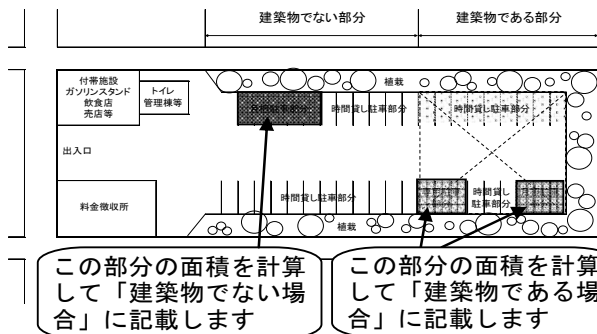 建築物でない部分
建築物である部分
付帯施設
ガソリンスタンド
飲食店
売店等
トイレ
管理棟等
植栽
時間貸し駐車部分
時間貸し駐車部分
出入口
料金徴収所
時間貸し駐車部分
時間貸し
駐車部分
植栽
この部分の面積を計算
して「建築物でない場
合」に記載します
この部分の面積を計算
して「建築物である場
合」に記載します